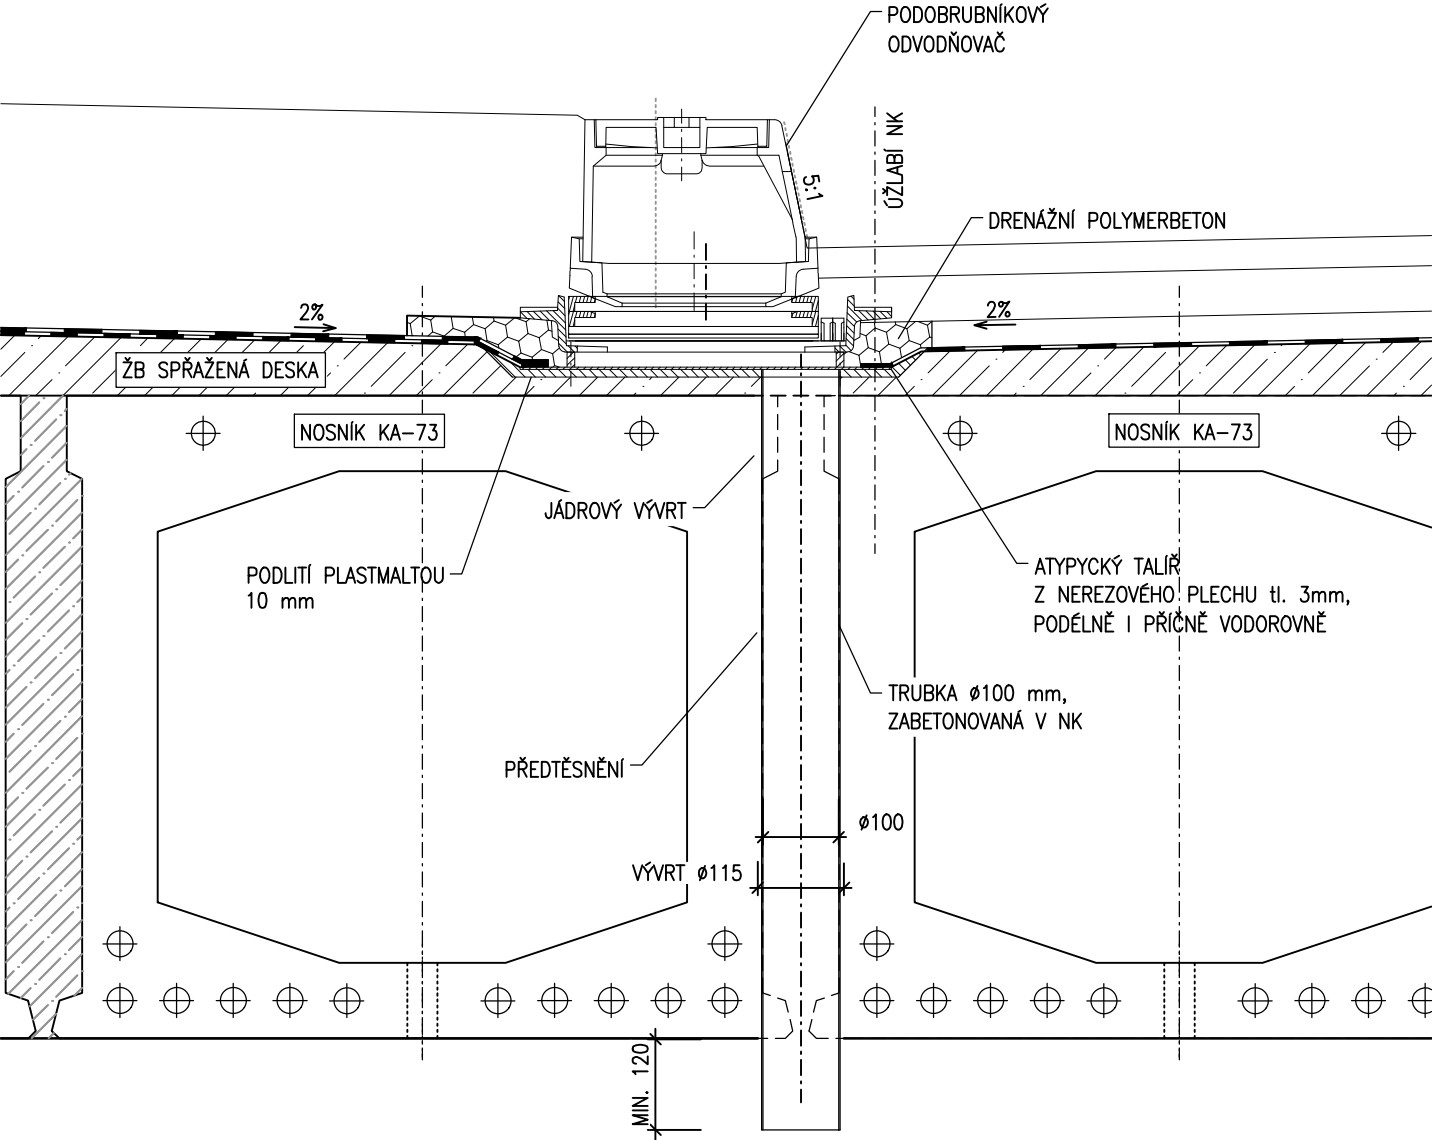 PODOBRUBNÍKOVÝ
ODVODŇOVAČ
ÚŽLABÍ NK
5:1
DRENÁŽNÍ POLYMERBETON
2%
2%
ŽB SPŘAŽENÁ DESKA
NOSNÍK KA-73
NOSNÍK KA-73
JÁDROVÝ VÝVRT
PODLITÍ PLASTMALTOU
10 mm
ATYPYCKÝ TALÍŘ
Z NEREZOVÉHO PLECHU tl. 3mm,
PODÉLNĚ I PŘÍČNĚ VODOROVNĚ
TRUBKA ø100 mm,
ZABETONOVANÁ V NK
PŘEDTĚSNĚNÍ
ø100
VÝVRT ø115
MIN. 120